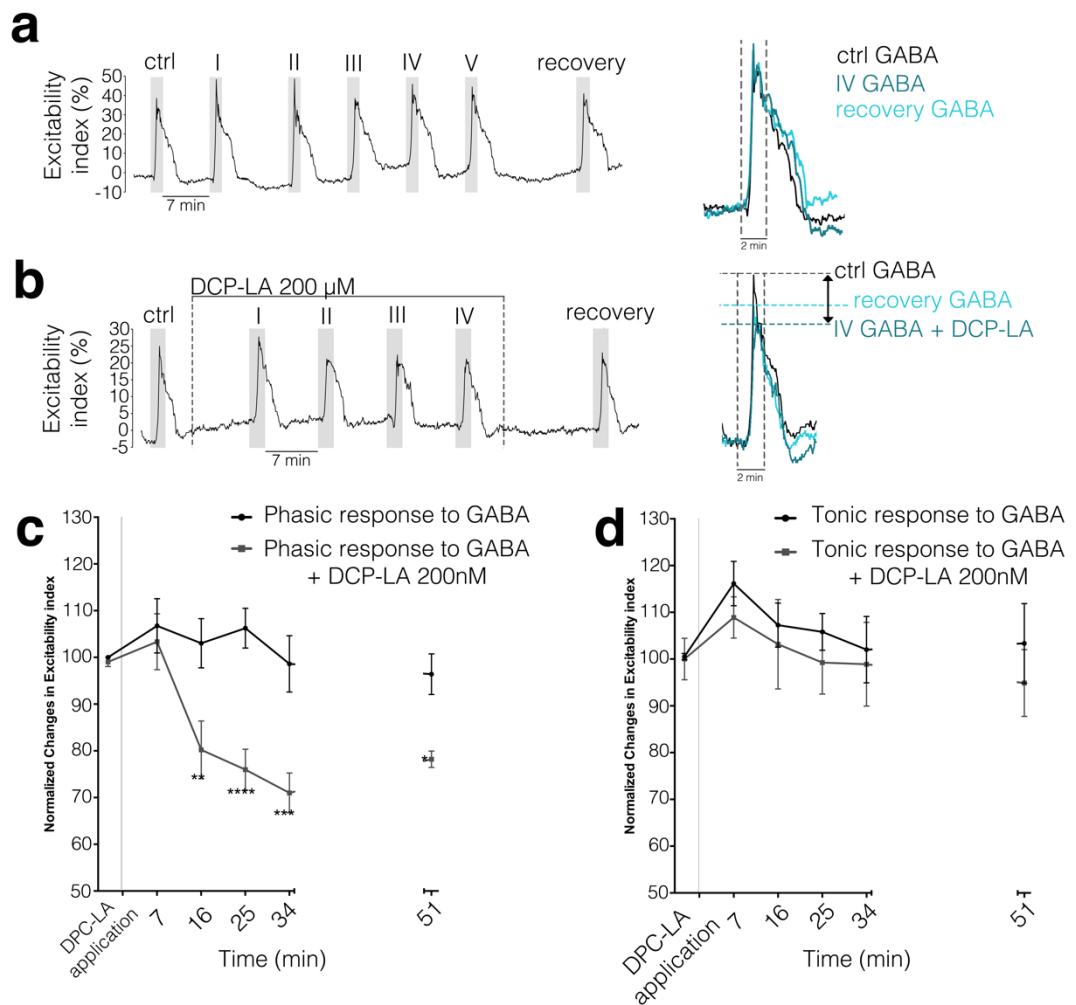 a
ctrl I II III IV V recovery
Excitability
index (%)
50
40
30
20
10
0
-10
7 min
ctrl GABA
IV GABA
recovery GABA
2 min
b
DCP-LA 200 µM
ctrl I II III IV recovery
Excitability
index (%)
30
25
20
15
10
5
0
-5
7 min
ctrl GABA
recovery GABA
IV GABA + DCP-LA
2 min
c
Phasic response to GABA
Phasic response to GABA
+ DCP-LA 200nM
Normalized Changes in Excitability index
130
120
110
100
90
80
70
60
50
**
****
***
*
DPC-LA
application
7 16 25 34 51
Time (min)
d
Tonic response to GABA
Tonic response to GABA
+ DCP-LA 200nM
Normalized Changes in Excitability index
130
120
110
100
90
80
70
60
50
DPC-LA
application
7 16 25 34 51
Time (min)